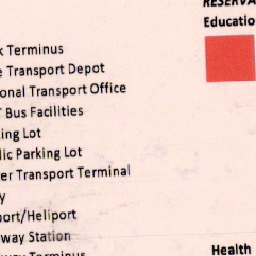 RESERVA
Educatio
k Terminus
e Transport Depot
onal Transport Office
Bus Facilities
ing Lot
lic Parking Lot
er Transport Terminal
y
port/Heliport
way Station
Health
Terminus